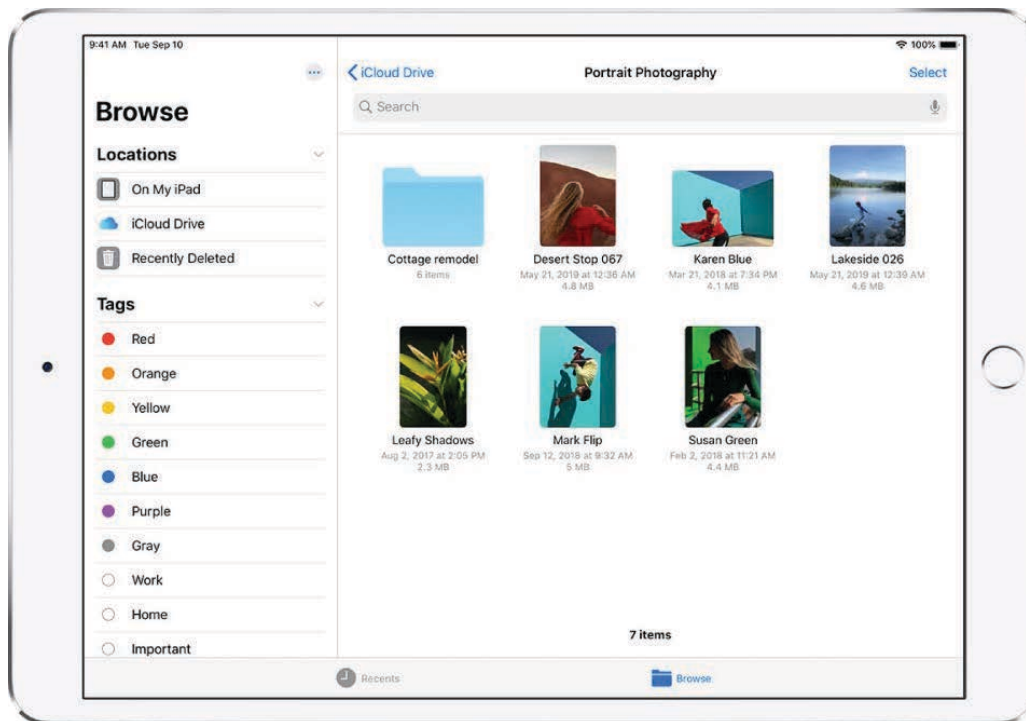 9:41 AM Tue Sep 10
100%
Browse
Locations
On My iPad
iCloud Drive
Recently Deleted
Tags
Red
Orange
Yellow
Green
Blue
Purple
Gray
Work
Home
Important
iCloud Drive
Portrait Photography
Select
Search
Cottage remodel
6 items
Desert Stop 067
May 21, 2019 at 12:36 AM
4.8 MB
Karen Blue
Mar 21, 2018 at 7:34 PM
4.1 MB
Lakeside 026
May 21, 2019 at 12:39 AM
4.6 MB
Leafy Shadows
Aug 2, 2017 at 2:05 PM
2.3 MB
Mark Flip
Sep 12, 2018 at 9:32 AM
5 MB
Susan Green
Feb 2, 2018 at 11:21 AM
4.4 MB
7 items
Recents
Browse